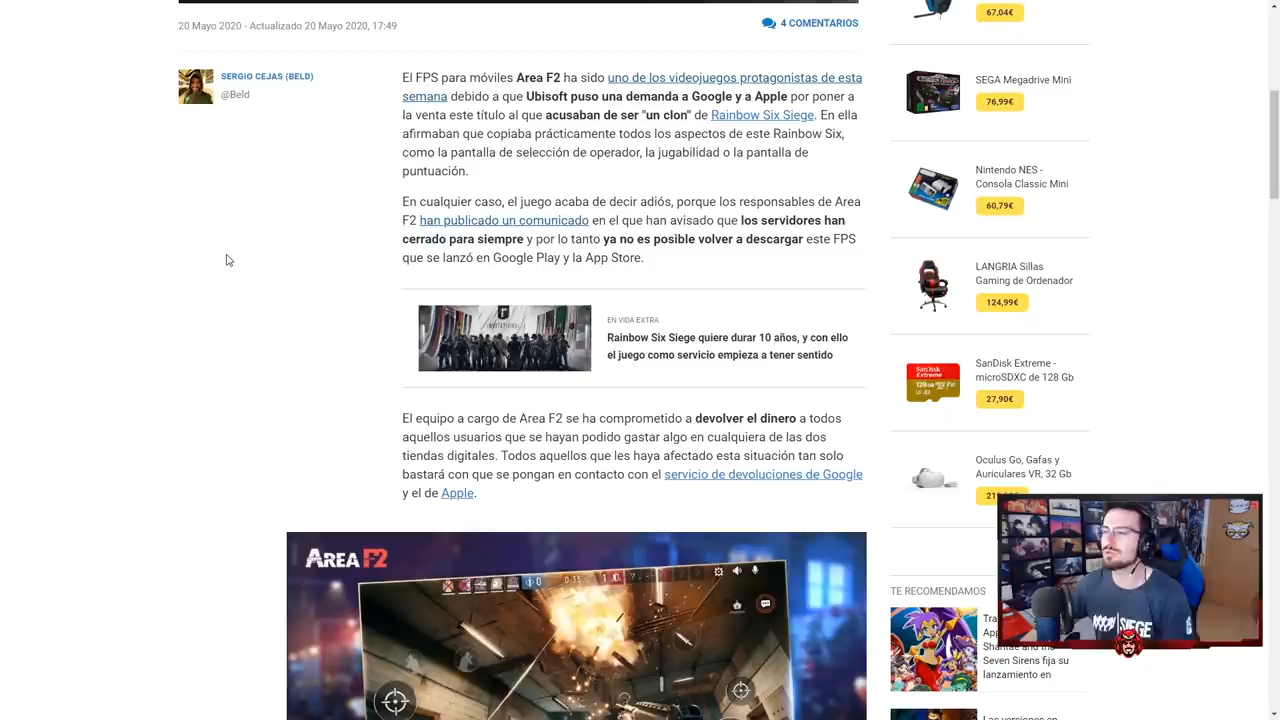 20 Mayo 2020 - Actualizado 20 Mayo 2020, 17:49
4 COMENTARIOS
SERGIO CEJAS (BELD)
@Beld
El FPS para móviles Area F2 ha sido uno de los videojuegos protagonistas de esta
semana debido a que Ubisoft puso una demanda a Google y a Apple por poner a
la venta este título al que acusaban de ser "un clon" de Rainbow Six Siege. En ella
afirmaban que copiaba prácticamente todos los aspectos de este Rainbow Six,
como la pantalla de selección de operador, la jugabilidad o la pantalla de
puntuación.
En cualquier caso, el juego acaba de decir adiós, porque los responsables de Area
F2 han publicado un comunicado en el que han avisado que los servidores han
cerrado para siempre y por lo tanto ya no es posible volver a descargar este FPS
que se lanzó en Google Play y la App Store.
EN VIDA EXTRA
Rainbow Six Siege quiere durar 10 años, y con ello
el juego como servicio empieza a tener sentido
El equipo a cargo de Area F2 se ha comprometido a devolver el dinero a todos
aquellos usuarios que se hayan podido gastar algo en cualquiera de las dos
tiendas digitales. Todos aquellos que les haya afectado esta situación tan solo
bastará con que se pongan en contacto con el servicio de devoluciones de Google
y el de Apple.
AREA F2
0:35
67,04€
SEGA Megadrive Mini
76,99€
Nintendo NES -
Consola Classic Mini
60,79€
LANGRIA Sillas
Gaming de Ordenador
124,99€
SanDisk Extreme -
microSDXC de 128 Gb
27,90€
Oculus Go, Gafas y
Auriculares VR, 32 Gb
TE RECOMENDAMOS
Seven Sirens fija su
lanzamiento en
Las versiones en
SIEGE